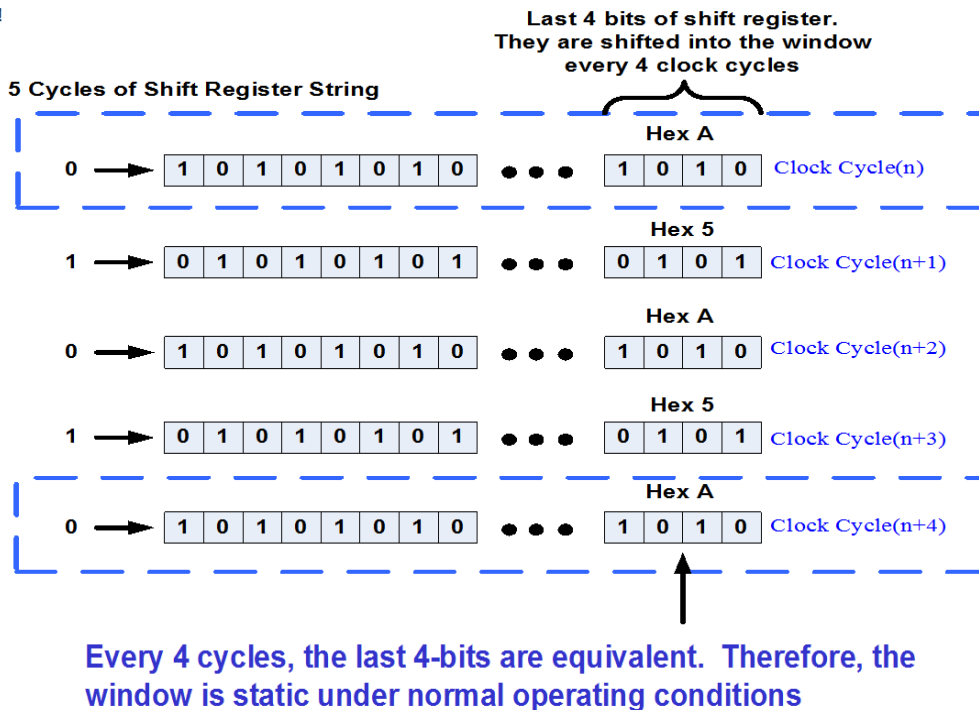 !
Last 4 bits of shift register.
They are shifted into the window
every 4 clock cycles
5 Cycles of Shift Register String
Hex A
0 1 0 1 0 1 0 1 0 ••• 1 0 1 0 Clock Cycle(n)
Hex 5
1 0 1 0 1 0 1 0 1 ••• 0 1 0 1 Clock Cycle(n+1)
Hex A
0 1 0 1 0 1 0 1 0 ••• 1 0 1 0 Clock Cycle(n+2)
Hex 5
1 0 1 0 1 0 1 0 1 ••• 0 1 0 1 Clock Cycle(n+3)
Hex A
0 1 0 1 0 1 0 1 0 ••• 1 0 1 0 Clock Cycle(n+4)
Every 4 cycles, the last 4-bits are equivalent. Therefore, the
window is static under normal operating conditions